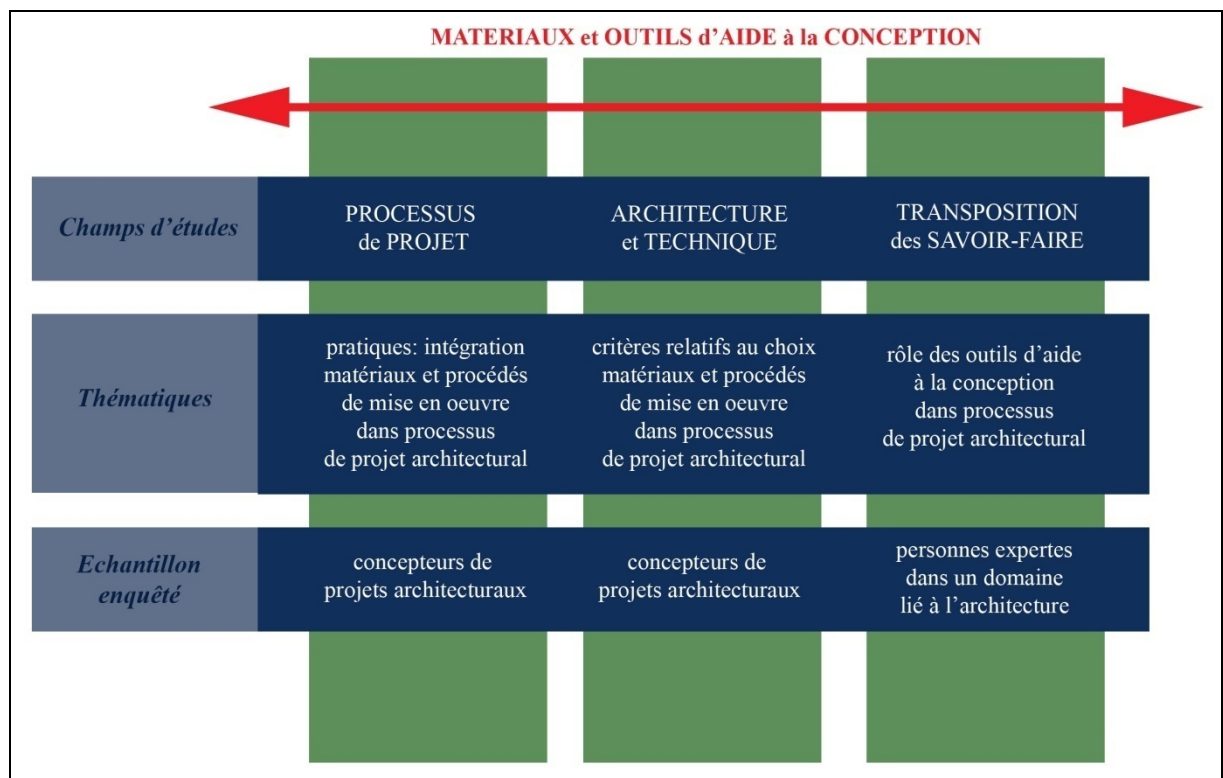 MATERIAUX et OUTILS d'AIDE à la CONCEPTION
Champs d'études
PROCESSUS
de PROJET
ARCHITECTURE
et TECHNIQUE
TRANSPOSITION
des SAVOIR-FAIRE
Thématiques
pratiques: intégration
matériaux et procédés
de mise en oeuvre
dans processus
de projet architectural
critères relatifs au choix
matériaux et procédés
de mise en oeuvre
dans processus
de projet architectural
rôle des outils d'aide
à la conception
dans processus
de projet architectural
Echantillon
enquêté
concepteurs de
projets architecturaux
concepteurs de
projets architecturaux
personnes expertes
dans un domaine
lié à l'architecture